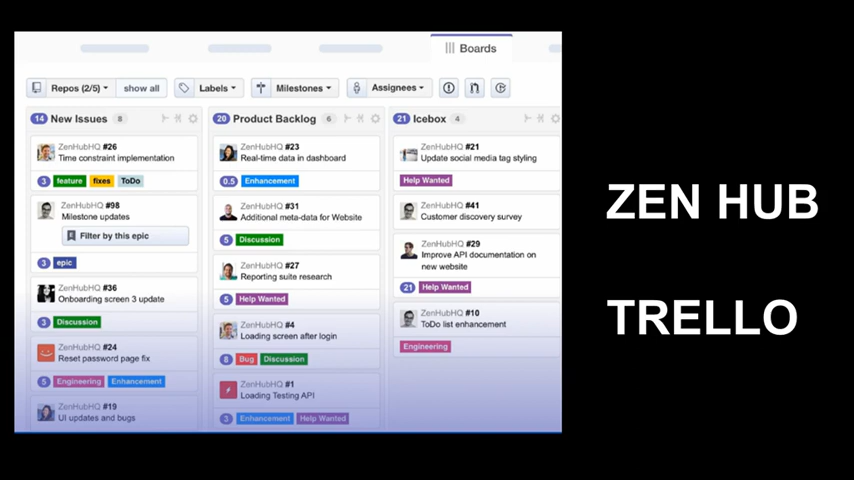 Boards
Repos (2/5) show all Labels Milestones Assignees
14 New Issues 8
ZenHubHQ #26
Time constraint implementation
3 feature fixes ToDo
ZenHubHQ #98
Milestone updates
Filter by this epic
3 epic
ZenHubHQ #36
Onboarding screen 3 update
3 Discussion
ZenHubHQ #24
Reset password page fix
5 Engineering Enhancement
ZenHubHQ #19
UI updates and bugs
20 Product Backlog 6
ZenHubHQ #23
Real-time data in dashboard
0.5 Enhancement
ZenHubHQ #31
Additional meta-data for Website
5 Discussion
ZenHubHQ #27
Reporting suite research
5 Help Wanted
ZenHubHQ #4
Loading screen after login
8 Bug Discussion
ZenHubHQ #1
Loading Testing API
3 Enhancement Help Wanted
21 Icebox 4
ZenHubHQ #21
Update social media tag styling
Help Wanted
ZenHubHQ #41
Customer discovery survey
ZenHubHQ #29
Improve API documentation on
new website
21 Help Wanted
ZenHubHQ #10
ToDo list enhancement
Engineering
ZEN HUB
TRELLO